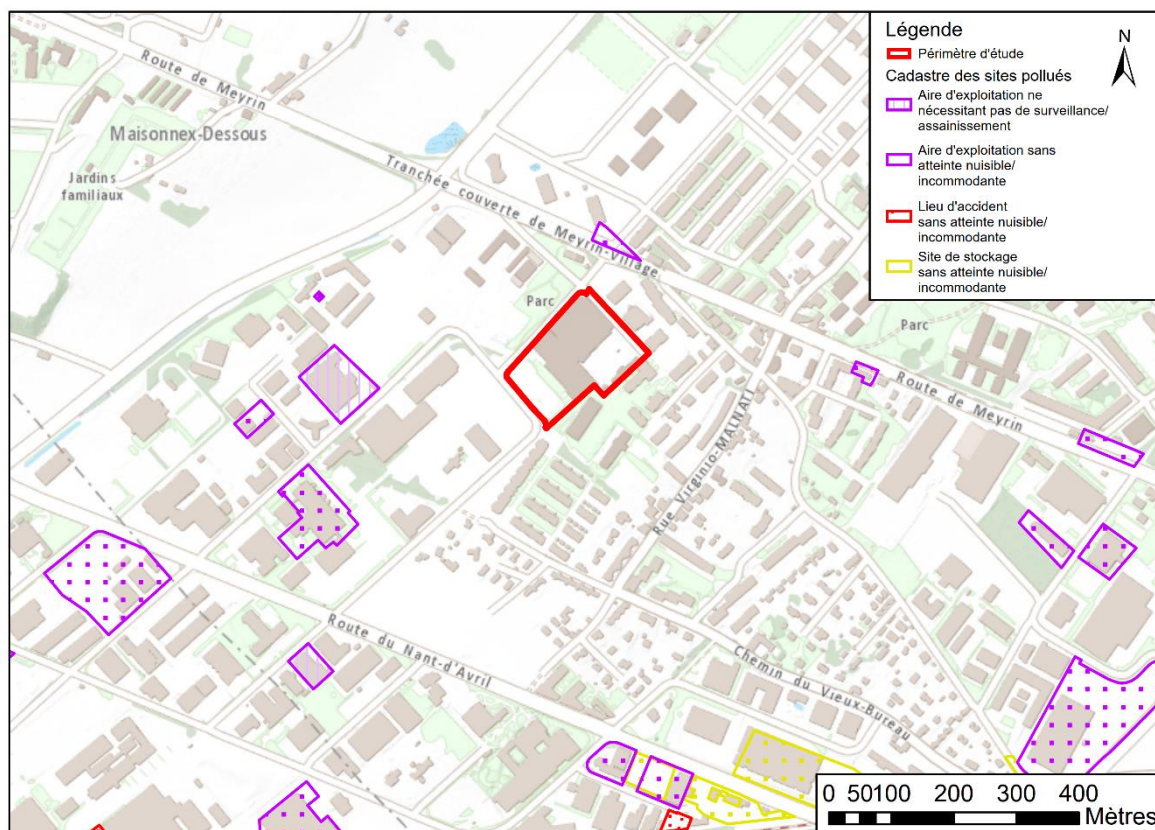 Légende
Périmètre d'étude
Cadastre des sites pollués
Aire d'exploitation ne
nécessitant pas de surveillance/
assainissement
Aire d'exploitation sans
atteinte nuisible/
incommodante
Lieu d'accident
sans atteinte nuisible/
incommodante
Site de stockage
sans atteinte nuisible/
incommodante
N
Route de Meyrin
Maisonnex-Dessous
Jardins
familiaux
Tranchée couverte de Meyrin-Village
Parc
Parc
Route de Meyrin
Rue Virginio-MALNATI
Route du Nant-d'Avril
Chemin du Vieux-Bureau
0 50100 200 300 400
Mètres